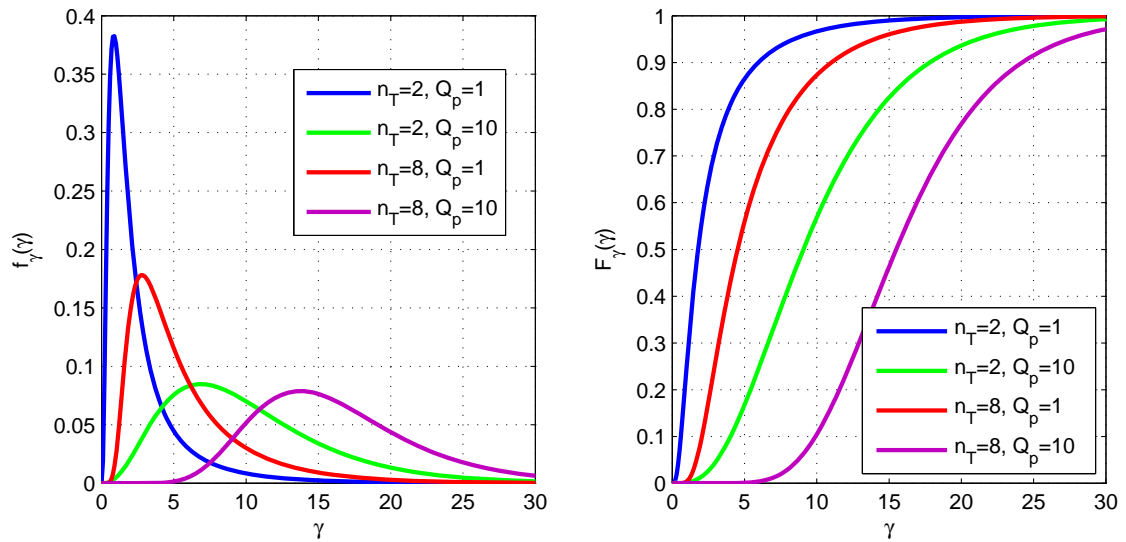 0.4
0.35
0.3
0.25
0.2
0.15
0.1
0.05
0
0 5 10 15 20 25 30
f_γ(γ)
γ
n_T=2, Q_p=1
n_T=2, Q_p=10
n_T=8, Q_p=1
n_T=8, Q_p=10
1
0.9
0.8
0.7
0.6
0.5
0.4
0.3
0.2
0.1
0
0 5 10 15 20 25 30
F_γ(γ)
γ
n_T=2, Q_p=1
n_T=2, Q_p=10
n_T=8, Q_p=1
n_T=8, Q_p=10